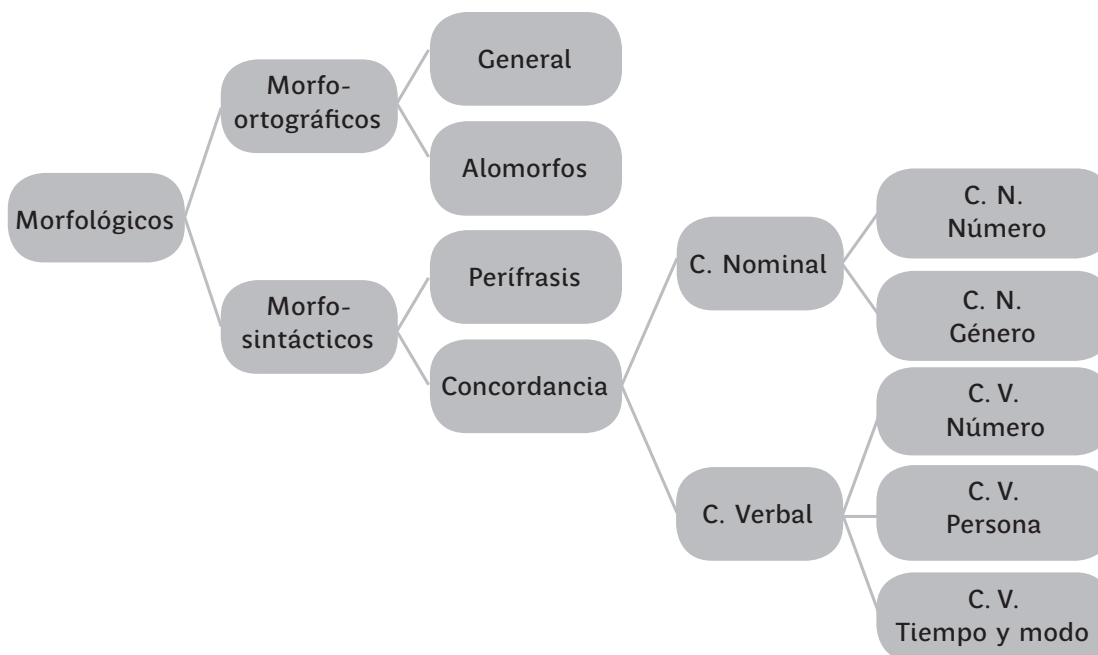 Morfológicos
Morfo-
ortográficos
General
Alomorfos
Morfo-
sintácticos
Perífrasis
Concordancia
C. Nominal
C. N.
Número
C. N.
Género
C. Verbal
C. V.
Número
C. V.
Persona
C. V.
Tiempo y modo